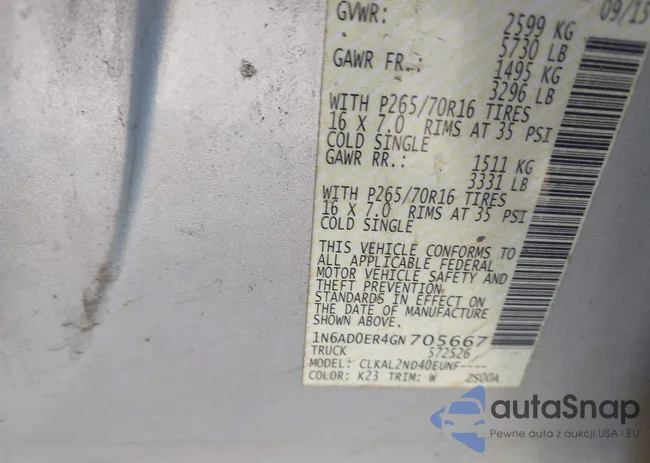 GVWR: 2599 KG 09/15
5730 LB
GAWR FR.: 1495 KG
3296 LB
WITH P265/70R16 TIRES
16 X 7.0 RIMS AT 35 PSI
COLD SINGLE
GAWR RR.: 1511 KG
3331 LB
WITH P265/70R16 TIRES
16 X 7.0 RIMS AT 35 PSI
COLD SINGLE
THIS VEHICLE CONFORMS TO
ALL APPLICABLE FEDERAL
MOTOR VEHICLE SAFETY AND
THEFT PREVENTION
STANDARDS IN EFFECT ON
THE DATE OF MANUFACTURE
SHOWN ABOVE.
1N6AD0ER4GN705667
TRUCK 572526
MODEL: CLKAL2ND40EUNF----
COLOR: K23 TRIM: W 2S00A
autaSnap
Pewne auta z aukcji USA i EU